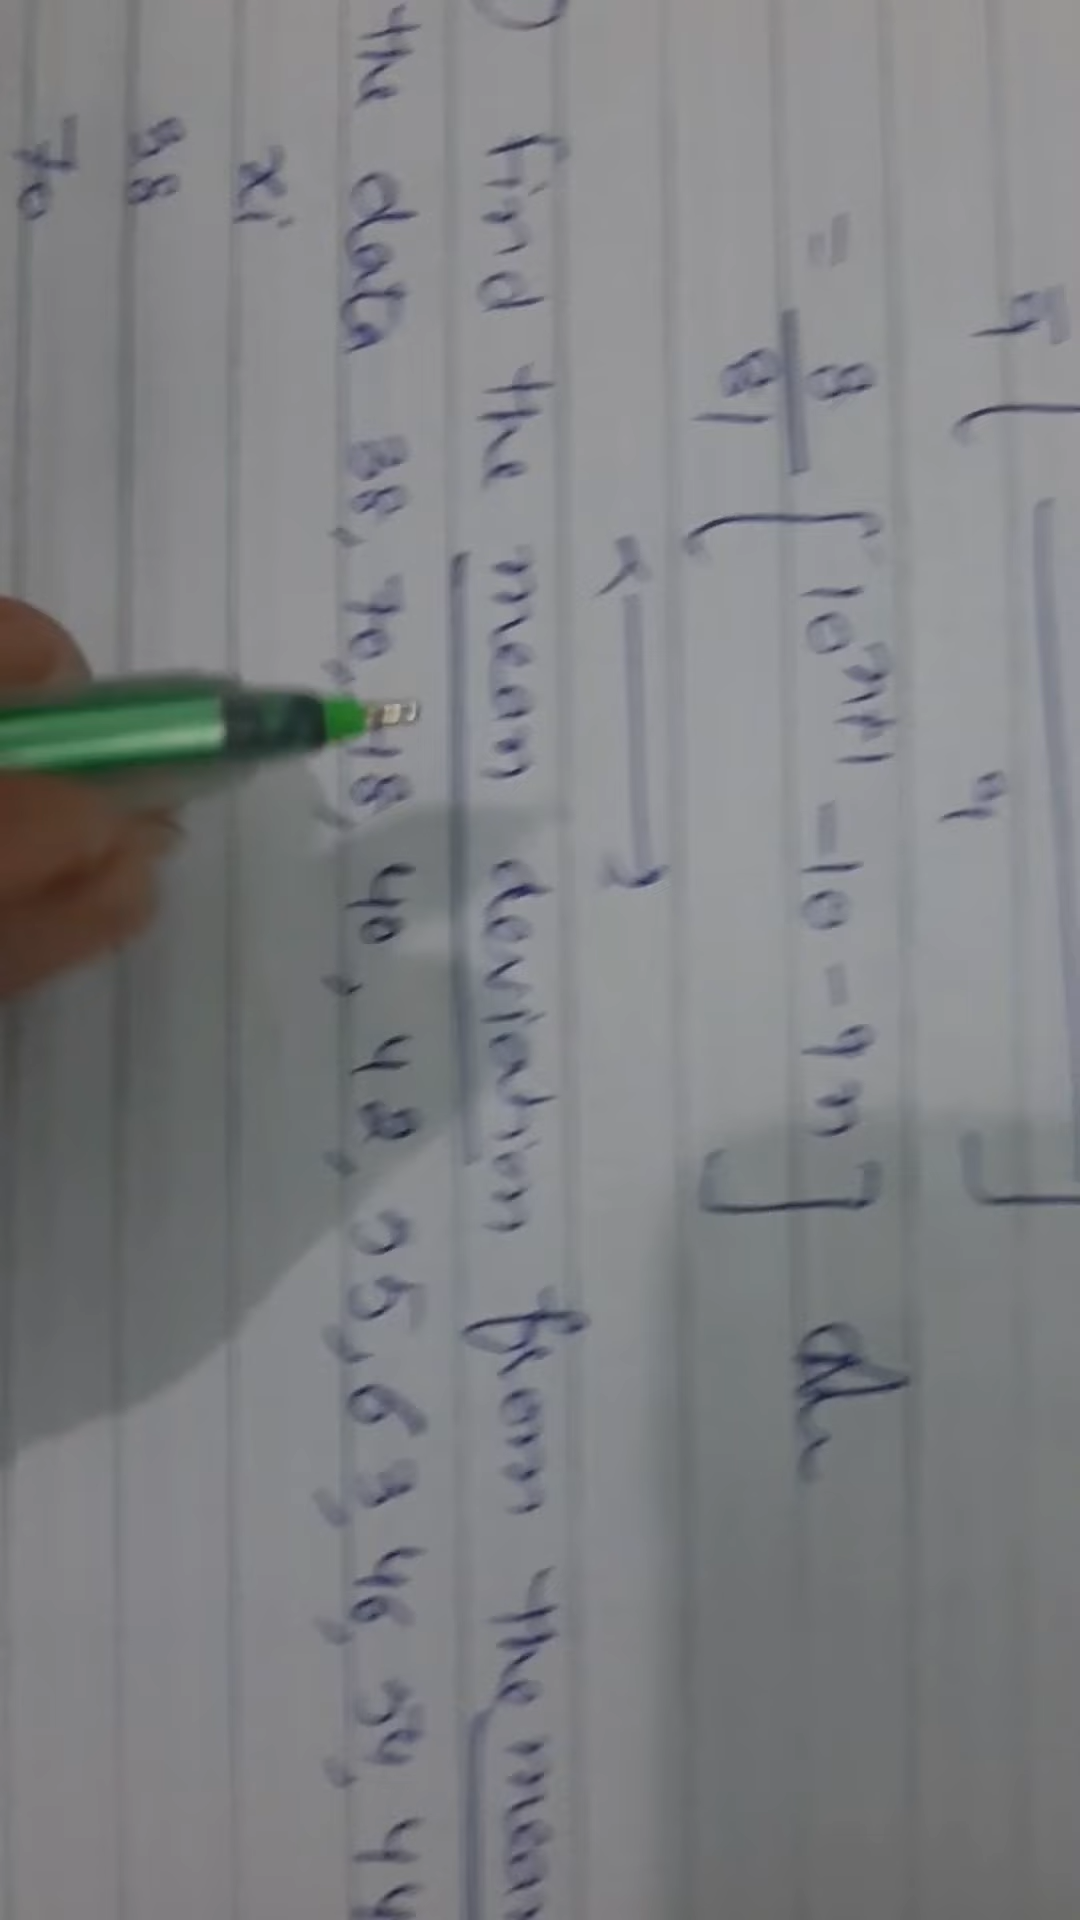 = 8/81 [ 10^n+1 - 10 - 9n ] Ans
find the mean deviation from the mean
the data 38, 70, 48, 40, 42, 55, 63, 46, 54, 44
xi
38
70